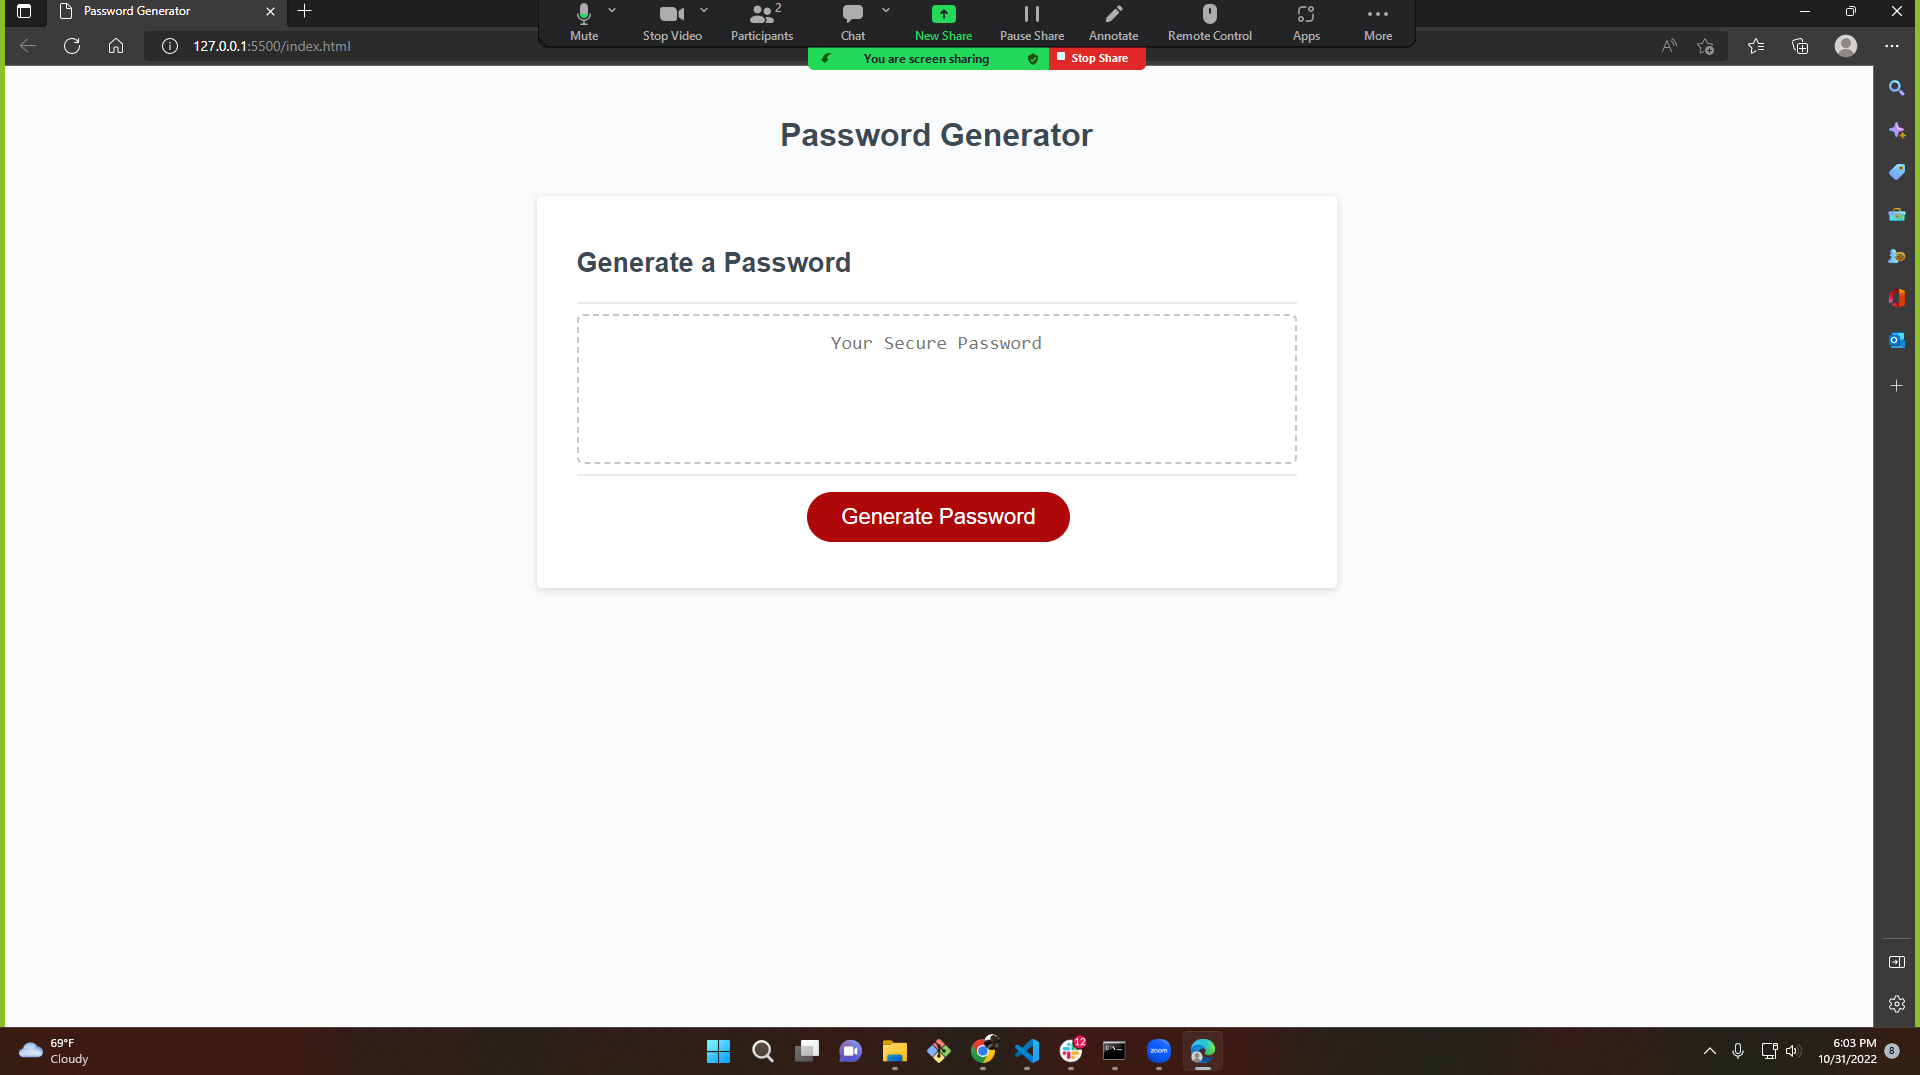 Password Generator
Mute
Stop Video
Participants
2
Chat
New Share
Pause Share
Annotate
Remote Control
Apps
More
127.0.0.1:5500/index.html
You are screen sharing
Stop Share
Password Generator
Generate a Password
Your Secure Password
Generate Password
69°F
Cloudy
12
zoom
6:03 PM
10/31/2022
8